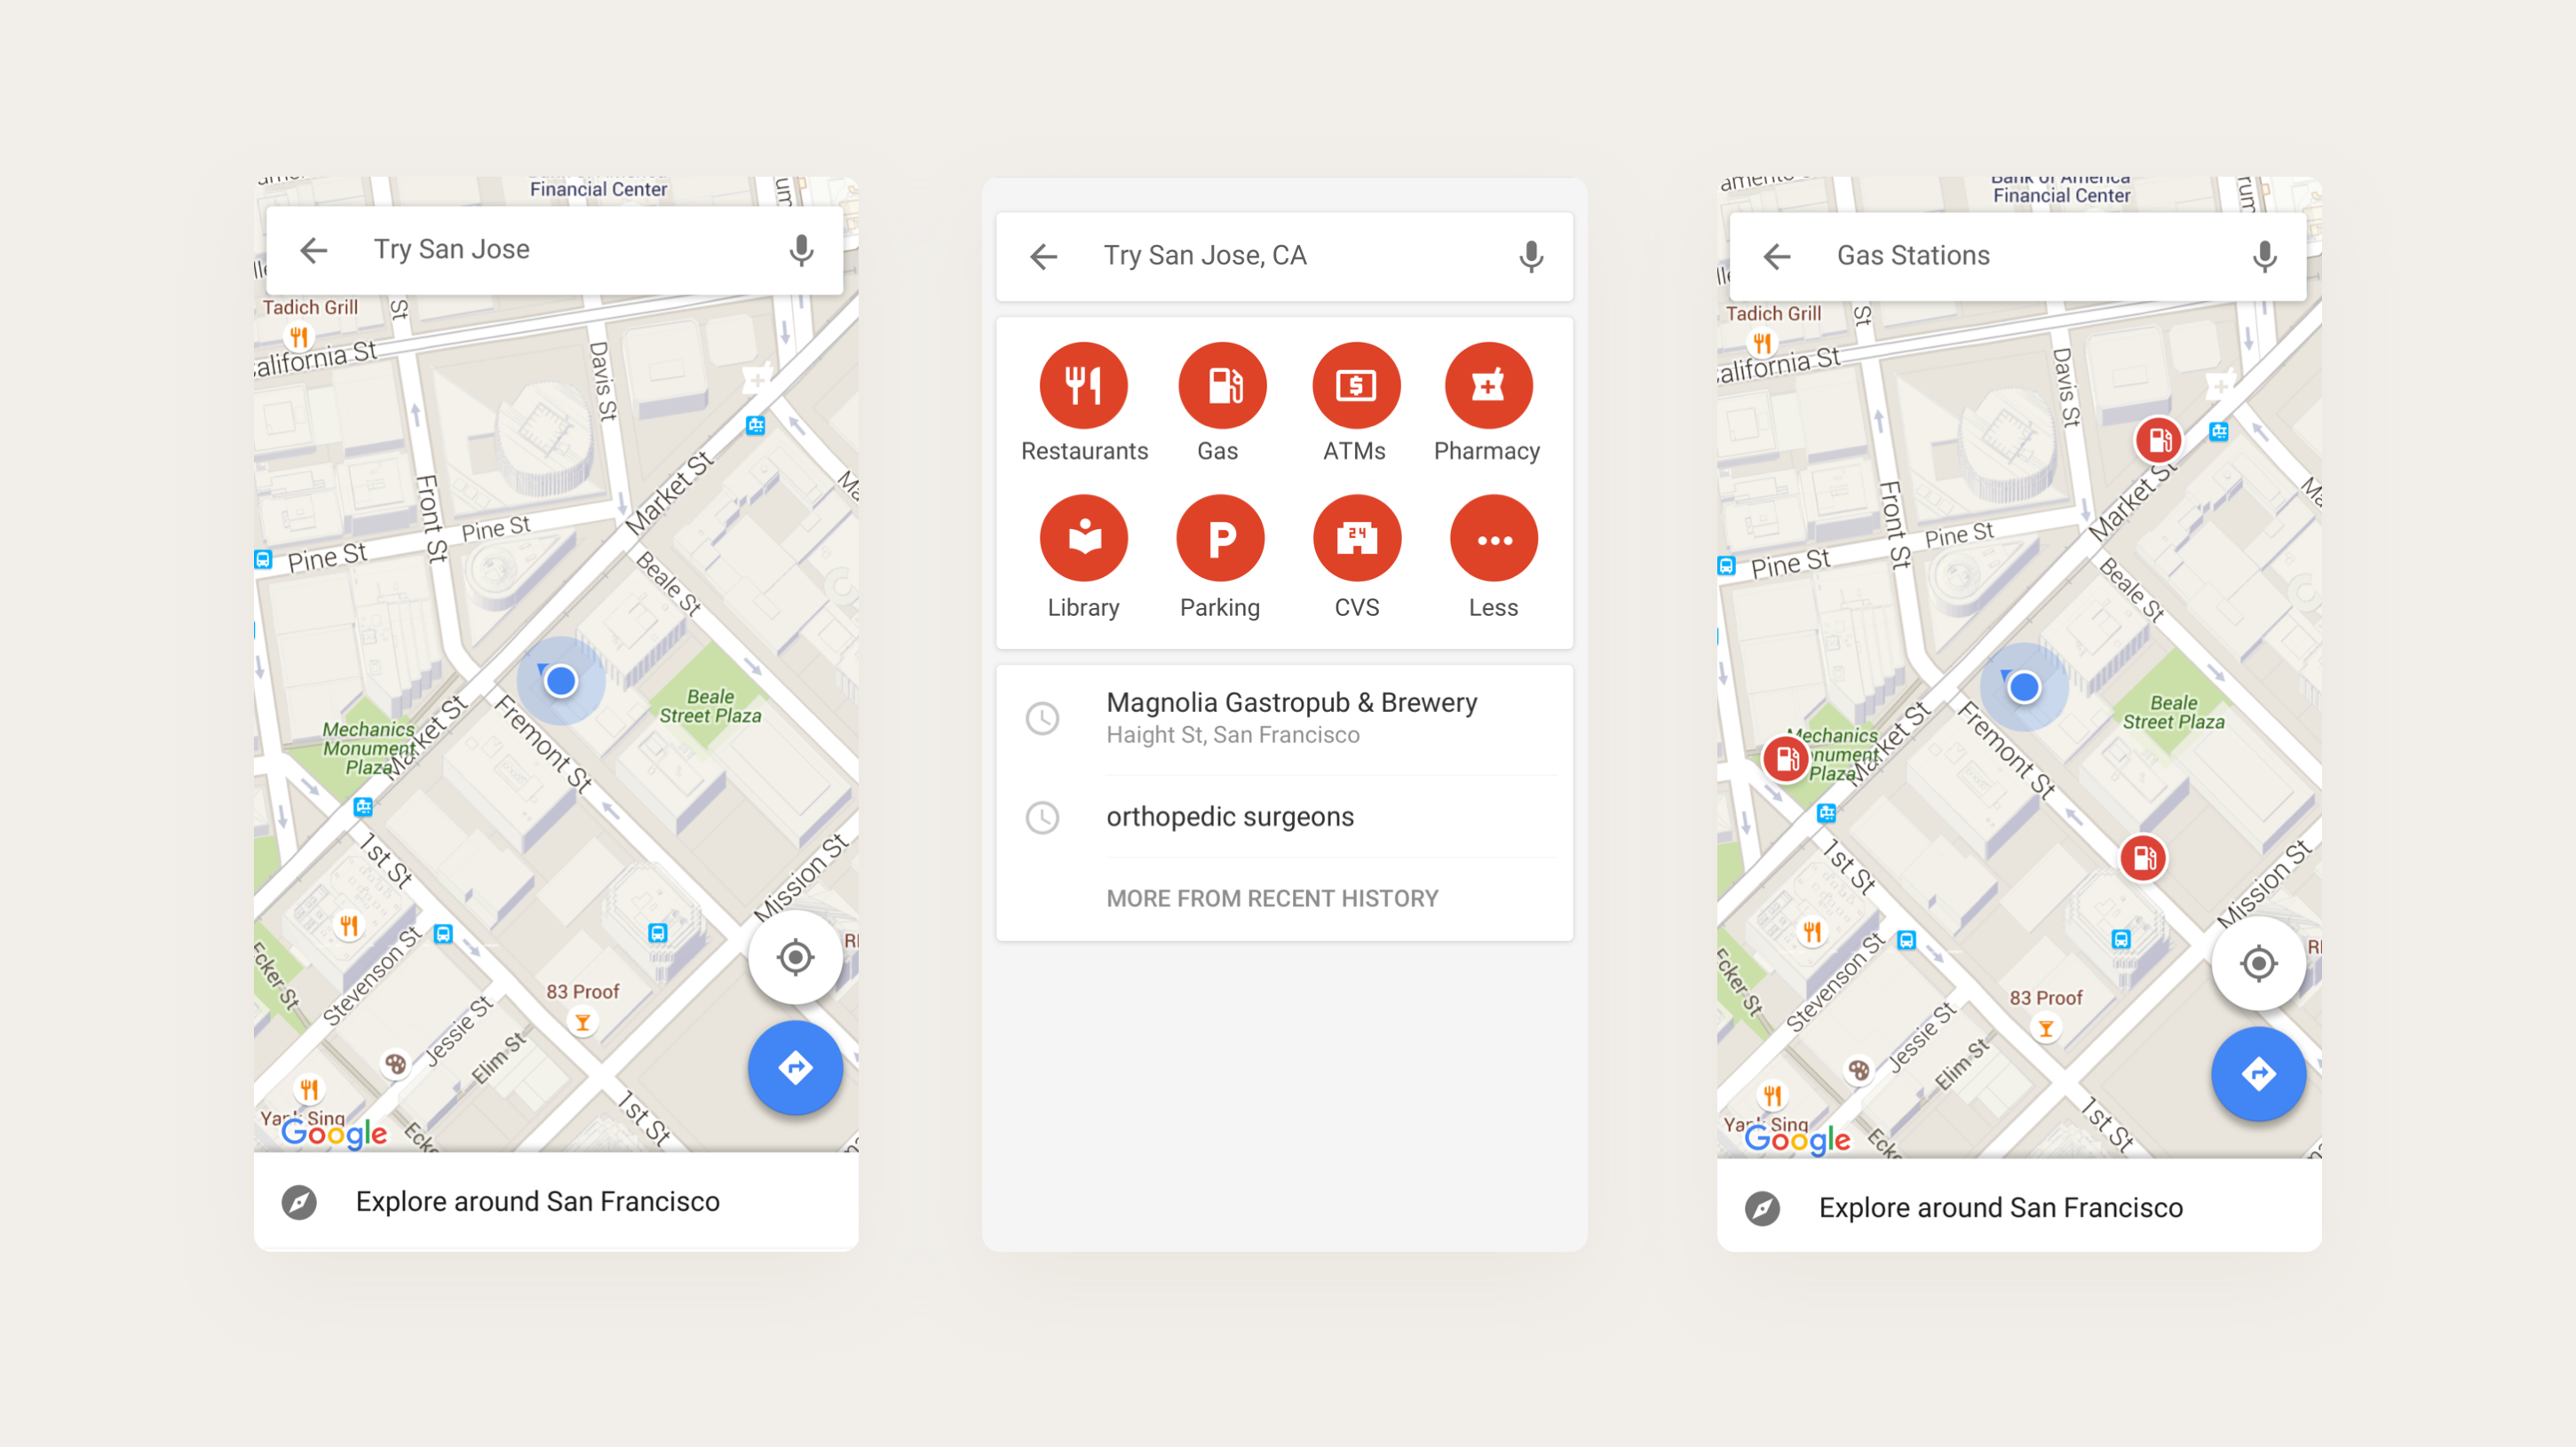 Financial Center
Try San Jose
Tadich Grill
St
California St
Davis St
Front St
Market St
Pine St
Pine St
Beale St
Beale
Street Plaza
Mechanics
Monument
Plaza
Market St
Fremont St
1st St
Mission St
Ecker St
Stevenson St
83 Proof
Jessie St
Elim St
Yank Sing
Google
1st St
Explore around San Francisco
Try San Jose, CA
$
Restaurants
Gas
ATMs
Pharmacy
P
24
Library
Parking
CVS
Less
Magnolia Gastropub & Brewery
Haight St, San Francisco
orthopedic surgeons
MORE FROM RECENT HISTORY
Bank of America
Financial Center
Gas Stations
Tadich Grill
St
California St
Davis St
Front St
Market St
Pine St
Pine St
Beale St
Beale
Street Plaza
Mechanics
Monument
Plaza
Market St
Fremont St
1st St
Mission St
Ecker St
Stevenson St
83 Proof
Jessie St
Elim St
Yank Sing
Google
1st St
Explore around San Francisco